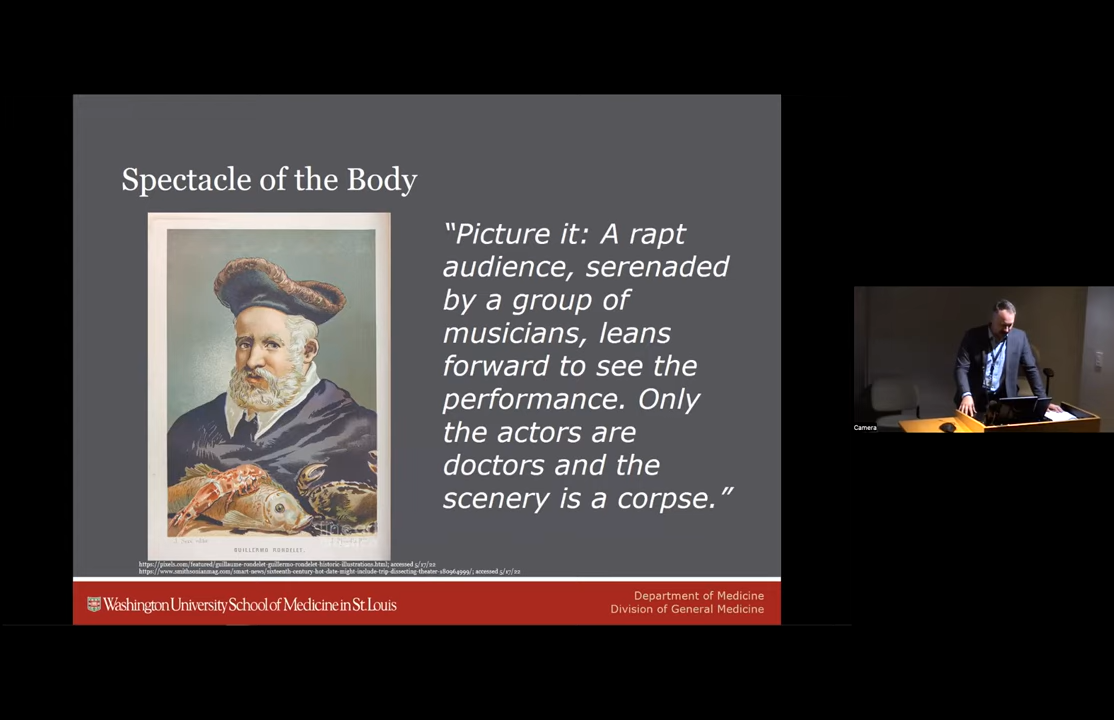 Spectacle of the Body
“Picture it: A rapt
audience, serenaded
by a group of
musicians, leans
forward to see the
performance. Only
the actors are
doctors and the
scenery is a corpse.”
GUILLERMO RONDELET.
https://pixels.com/featured/guillaume-rondelet-guillermo-rondelet-historic-illustrations.html; accessed 5/17/22
https://www.smithsonianmag.com/smart-news/sixteenth-century-hot-date-might-include-trip-dissecting-theater-180964999/; accessed 5/17/22
Washington University School of Medicine in St. Louis
Department of Medicine
Division of General Medicine
Camera